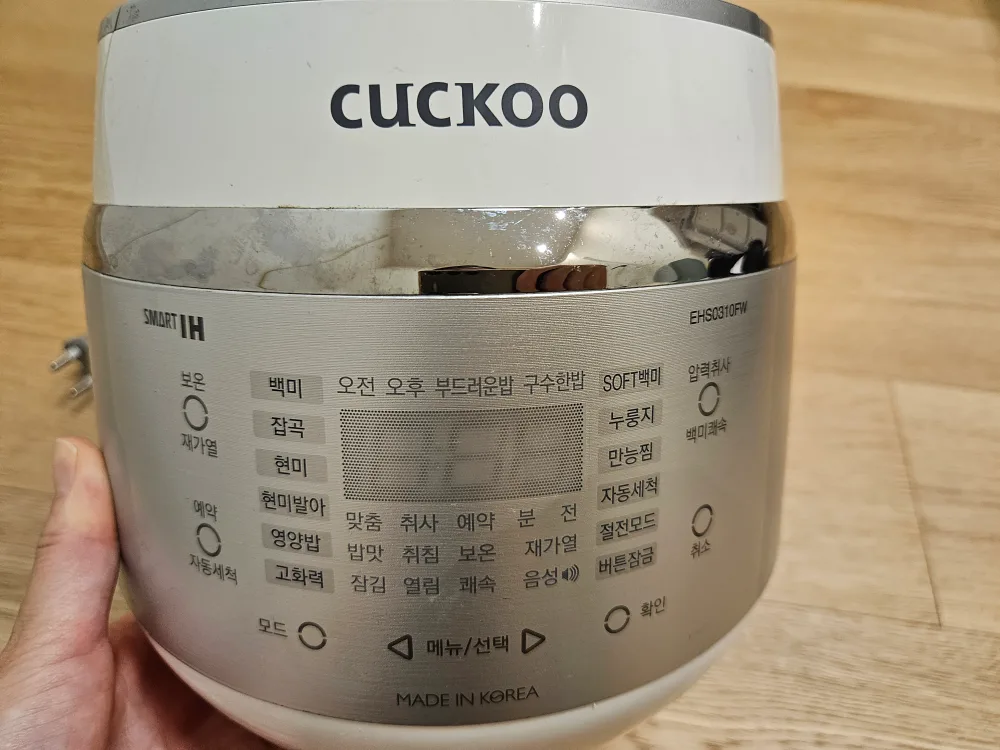 CUCKOO
SMART IH
EHS0310FW
보온
재가열
예약
자동세척
백미
잡곡
현미
현미발아
영양밥
고화력
오전 오후 부드러운밥 구수한밥
맞춤 취사 예약 분 전
밥맛 취침 보온 재가열
잠김 열림 쾌속 음성
SOFT백미
누룽지
만능찜
자동세척
절전모드
버튼잠금
압력취사
백미쾌속
취소
모드
메뉴/선택
확인
MADE IN KOREA